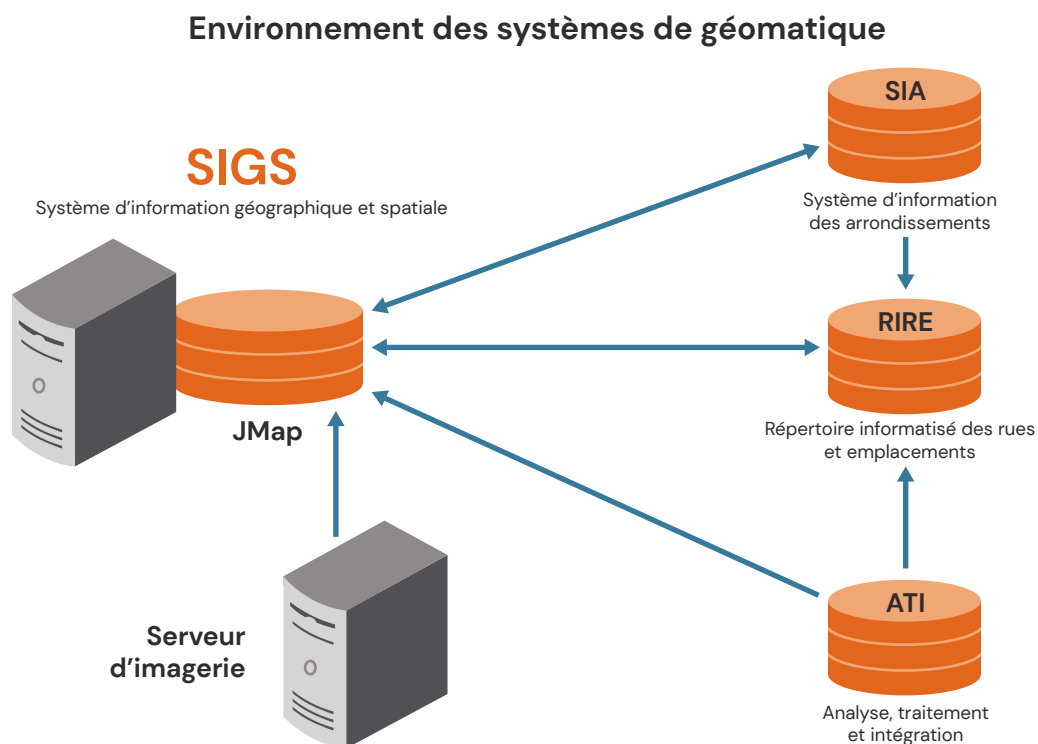 Environnement des systèmes de géomatique
SIGS
Système d’information géographique et spatiale
JMap
Serveur
d’imagerie
SIA
Système d’information
des arrondissements
RIRE
Répertoire informatisé des rues
et emplacements
ATI
Analyse, traitement
et intégration